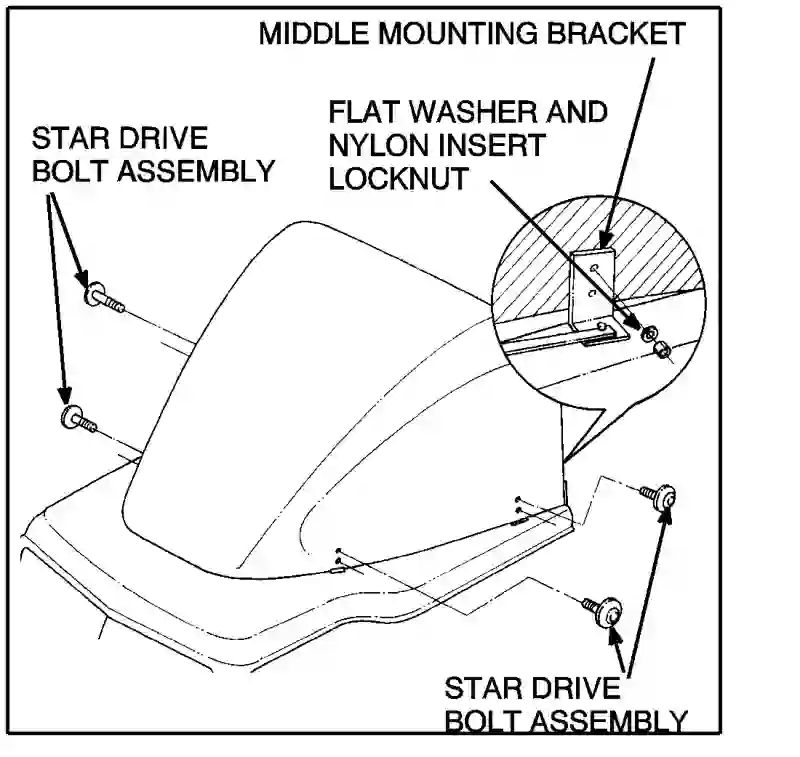 MIDDLE MOUNTING BRACKET
FLAT WASHER AND
NYLON INSERT
LOCKNUT
STAR DRIVE
BOLT ASSEMBLY
STAR DRIVE
BOLT ASSEMBLY